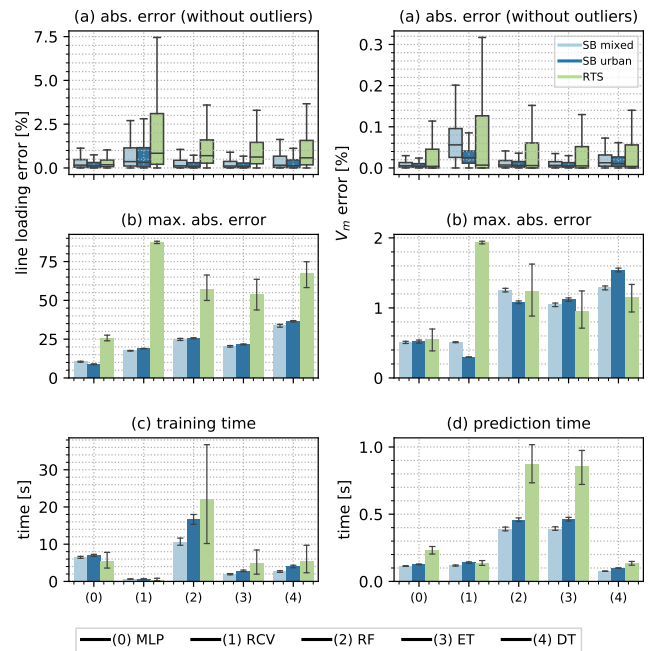 (a) abs. error (without outliers)
7.5
5.0
2.5
0.0
line loading error [%]
(a) abs. error (without outliers)
0.3
0.2
0.1
0.0
V_m error [%]
SB mixed
SB urban
RTS
(b) max. abs. error
75
50
25
0
(b) max. abs. error
2
1
0
(c) training time
30
20
10
0
time [s]
(0) (1) (2) (3) (4)
(d) prediction time
1.0
0.5
0.0
time [s]
(0) (1) (2) (3) (4)
(0) MLP (1) RCV (2) RF (3) ET (4) DT